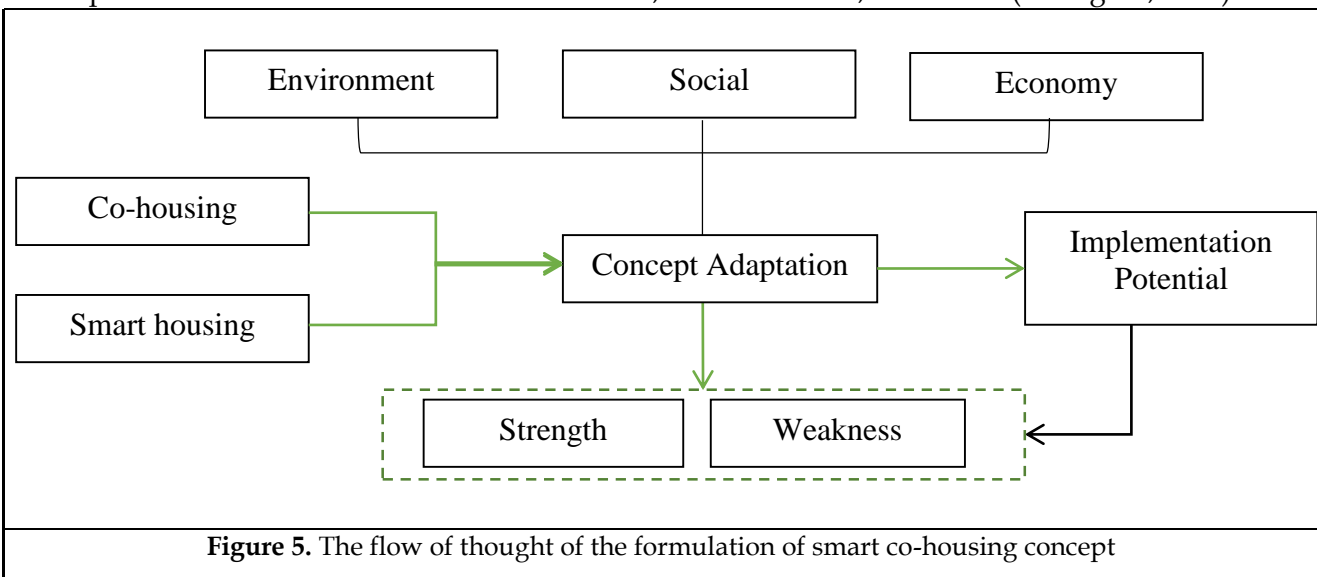 Environment
Social
Economy
Co-housing
Smart housing
Concept Adaptation
Implementation
Potential
Strength
Weakness
Figure 5. The flow of thought of the formulation of smart co-housing concept